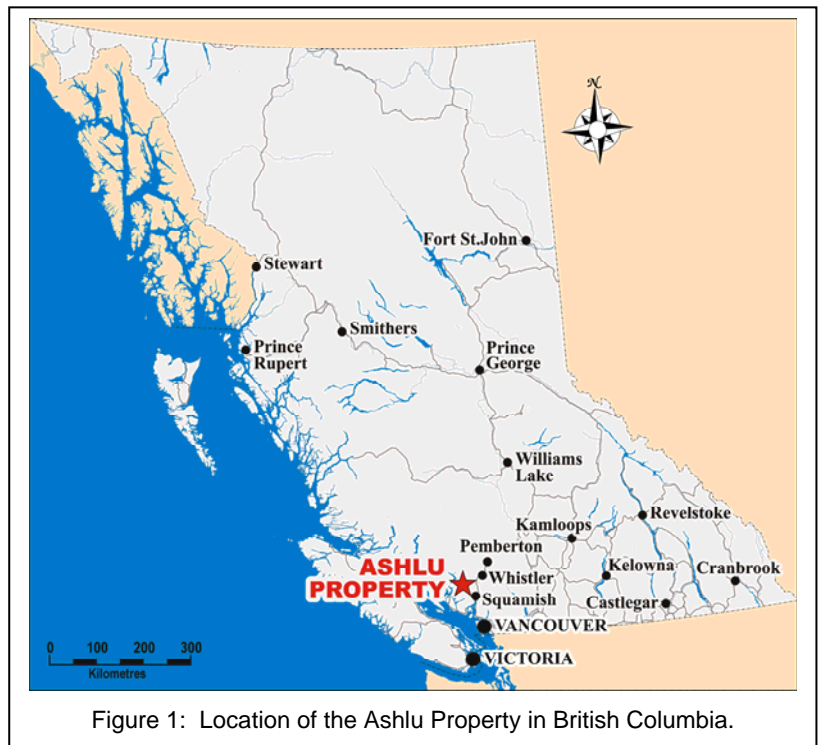 N
Fort St.John
Stewart
Smithers
Prince
Rupert
Prince
George
Williams
Lake
Revelstoke
Kamloops
Pemberton
ASHLU
PROPERTY
Whistler
Kelowna
Cranbrook
Squamish
Castlegar
VANCOUVER
VICTORIA
0 100 200 300
Kilometres
Figure 1: Location of the Ashlu Property in British Columbia.